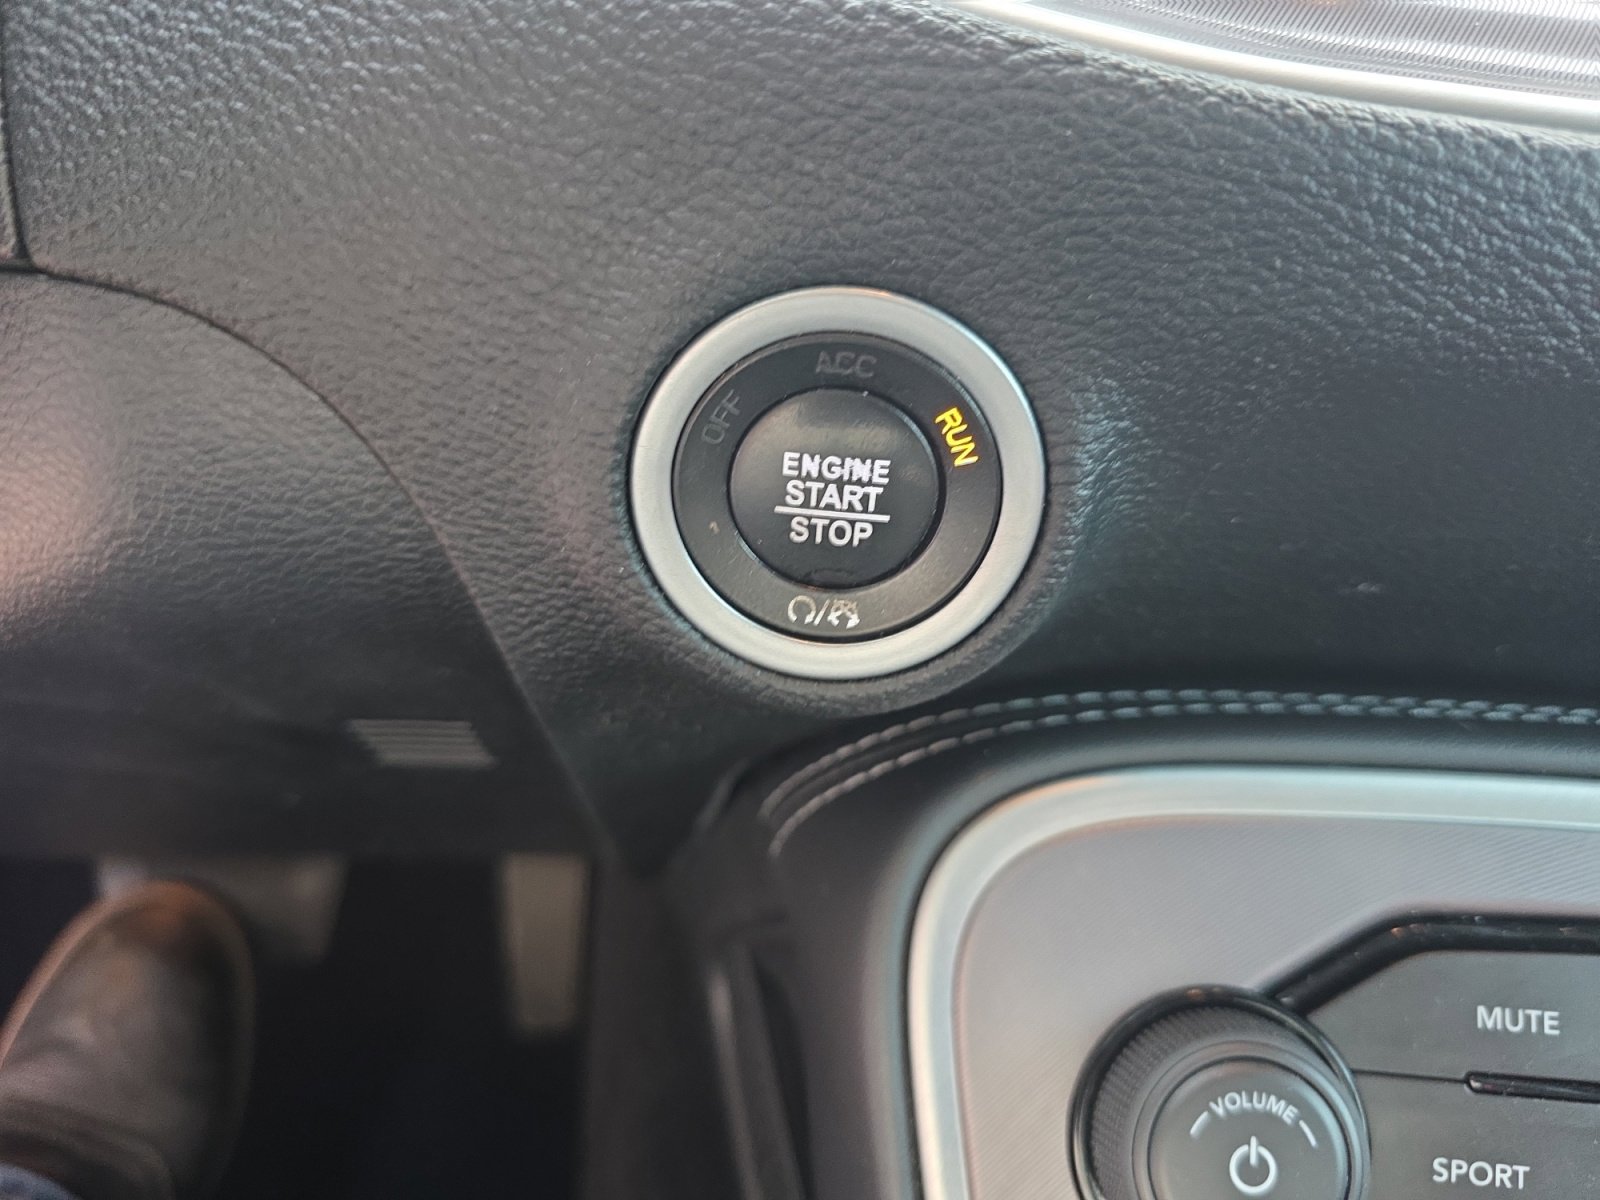 ACC
OFF
RUN
ENGINE
START
STOP
MUTE
VOLUME
SPORT